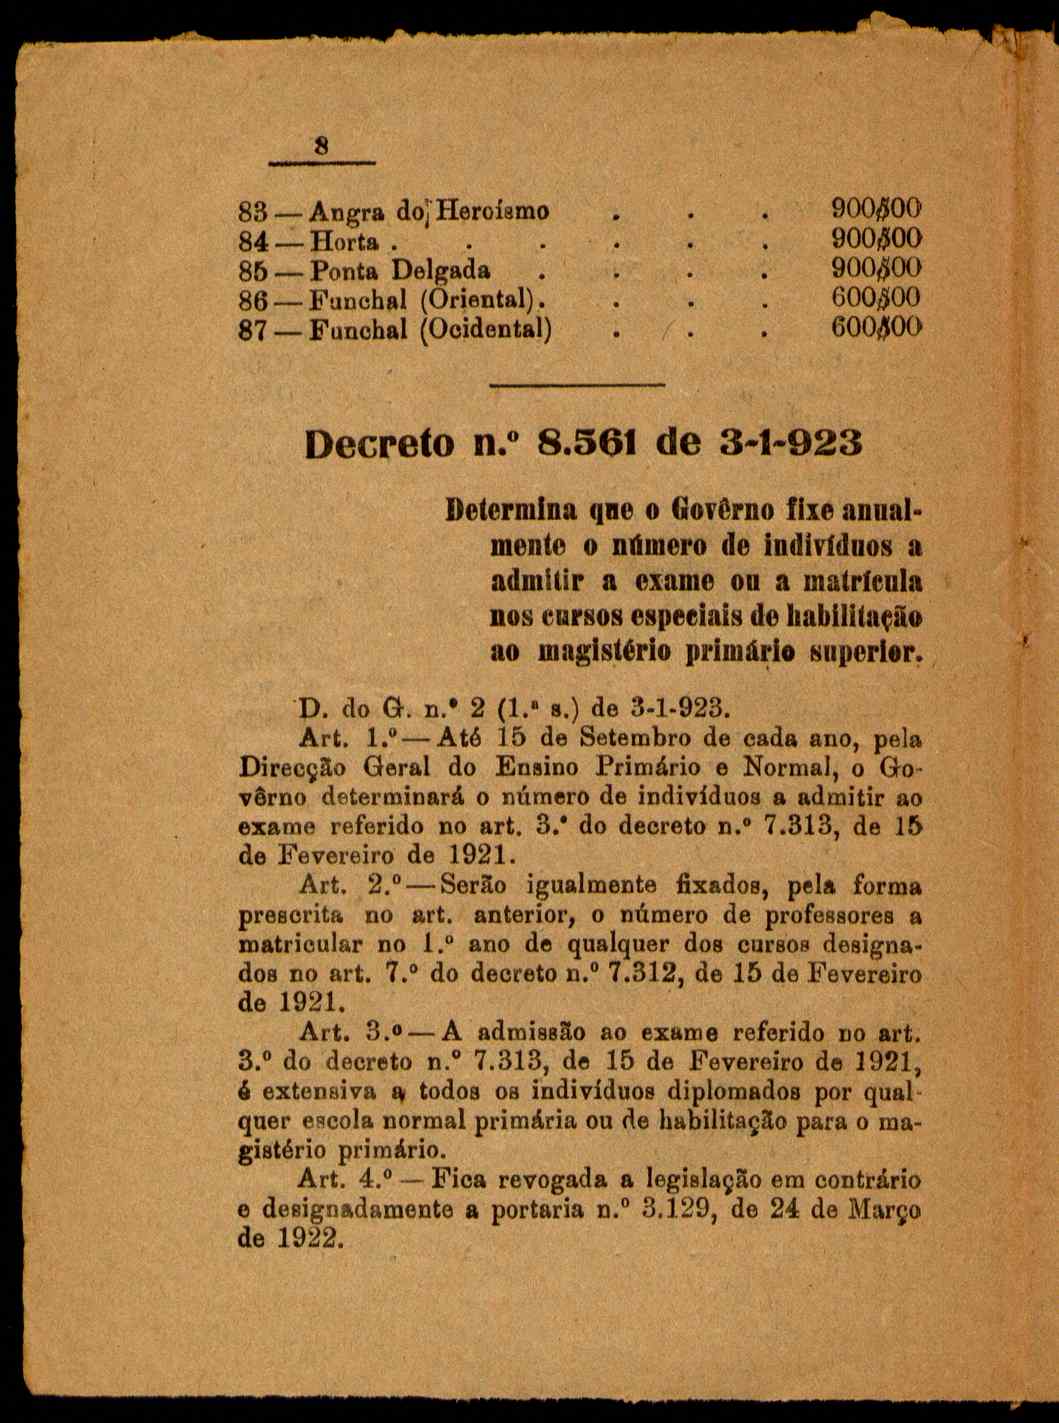 8
83 — Angra do Heroísmo . . . 900$00
84 — Horta . . . . . . 900$00
85 — Ponta Delgada . . . . 900$00
86 — Funchal (Oriental). . . . 600$00
87 — Funchal (Ocidental) . . . 600$00
Decreto n.º 8.561 de 3-1-923
Determina que o Govêrno fixe anual-
mente o número de indivíduos a
admitir a exame ou a matrícula
nos cursos especiais de habilitação
ao magistério primário superior.
D. do G. n.º 2 (1.ª s.) de 3-1-923.
Art. 1.º — Até 15 de Setembro de cada ano, pela
Direcção Geral do Ensino Primário e Normal, o Go-
vêrno determinará o número de indivíduos a admitir ao
exame referido no art. 3.º do decreto n.º 7.313, de 15
de Fevereiro de 1921.
Art. 2.º — Serão igualmente fixados, pela forma
prescrita no art. anterior, o número de professores a
matricular no 1.º ano de qualquer dos cursos designa-
dos no art. 7.º do decreto n.º 7.312, de 15 de Fevereiro
de 1921.
Art. 3.º — A admissão ao exame referido no art.
3.º do decreto n.º 7.313, de 15 de Fevereiro de 1921,
é extensiva a todos os indivíduos diplomados por qual-
quer escola normal primária ou de habilitação para o ma-
gistério primário.
Art. 4.º — Fica revogada a legislação em contrário
e designadamente a portaria n.º 3.129, de 24 de Março
de 1922.